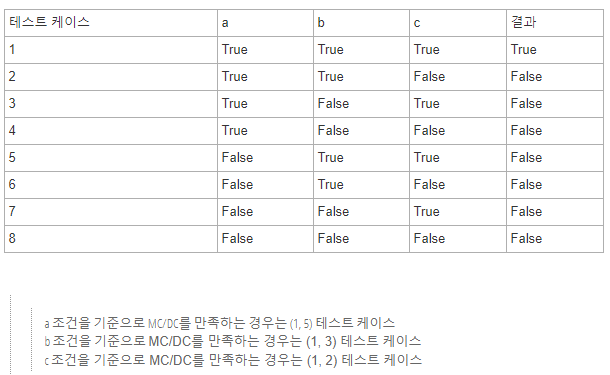 테스트 케이스 a b c 결과
1 True True True True
2 True True False False
3 True False True False
4 True False False False
5 False True True False
6 False True False False
7 False False True False
8 False False False False
a 조건을 기준으로 MC/DC를 만족하는 경우는 (1, 5) 테스트 케이스
b 조건을 기준으로 MC/DC를 만족하는 경우는 (1, 3) 테스트 케이스
c 조건을 기준으로 MC/DC를 만족하는 경우는 (1, 2) 테스트 케이스